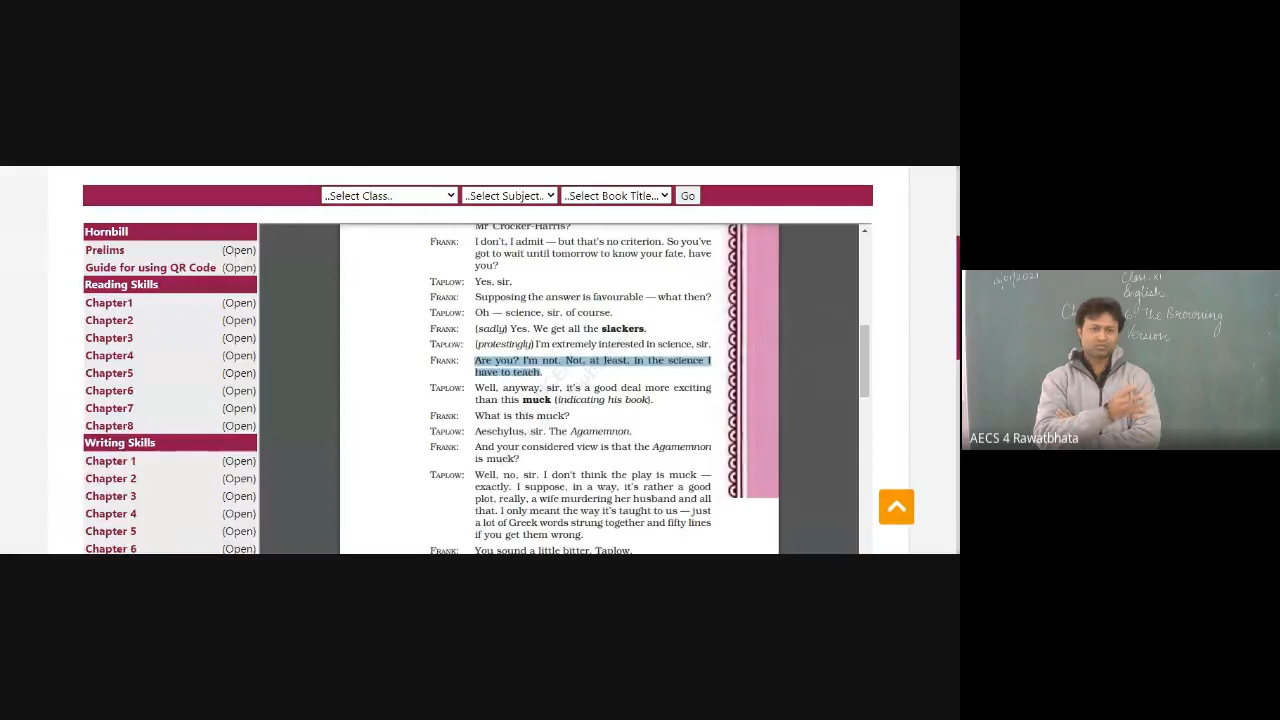 ..Select Class.. ..Select Subject.. ..Select Book Title... Go
Hornbill
Prelims (Open)
Guide for using QR Code (Open)
Reading Skills
Chapter1 (Open)
Chapter2 (Open)
Chapter3 (Open)
Chapter4 (Open)
Chapter5 (Open)
Chapter6 (Open)
Chapter7 (Open)
Chapter8 (Open)
Writing Skills
Chapter 1 (Open)
Chapter 2 (Open)
Chapter 3 (Open)
Chapter 4 (Open)
Chapter 5 (Open)
Chapter 6 (Open)
Mr Crocker-Harris?
FRANK: I don't, I admit — but that's no criterion. So you've
got to wait until tomorrow to know your fate, have
you?
TAPLOW: Yes, sir.
FRANK: Supposing the answer is favourable — what then?
TAPLOW: Oh — science, sir, of course.
FRANK: (sadly) Yes. We get all the slackers.
TAPLOW: (protestingly) I'm extremely interested in science, sir.
FRANK: Are you? I'm not. Not, at least, in the science I
have to teach.
TAPLOW: Well, anyway, sir, it's a good deal more exciting
than this muck (indicating his book).
FRANK: What is this muck?
TAPLOW: Aeschylus, sir. The Agamemnon.
FRANK: And your considered view is that the Agamemnon
is muck?
TAPLOW: Well, no, sir. I don't think the play is muck —
exactly. I suppose, in a way, it's rather a good
plot, really, a wife murdering her husband and all
that. I only meant the way it's taught to us — just
a lot of Greek words strung together and fifty lines
if you get them wrong.
FRANK: You sound a little bitter, Taplow.
Class XI
English
6 The Browning
Version
AECS 4 Rawatbhata